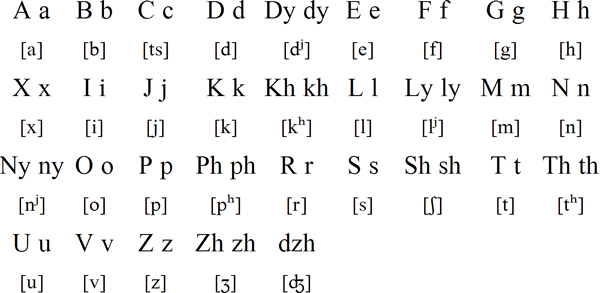 A a B b C c D d Dy dy E e F f G g H h
[a] [b] [ts] [d] [dʲ] [e] [f] [g] [h]
X x I i J j K k Kh kh L l Ly ly M m N n
[x] [i] [j] [k] [kʰ] [l] [lʲ] [m] [n]
Ny ny O o P p Ph ph R r S s Sh sh T t Th th
[nʲ] [o] [p] [pʰ] [r] [s] [ʃ] [t] [tʰ]
U u V v Z z Zh zh dzh
[u] [v] [z] [ʒ] [ʤ]